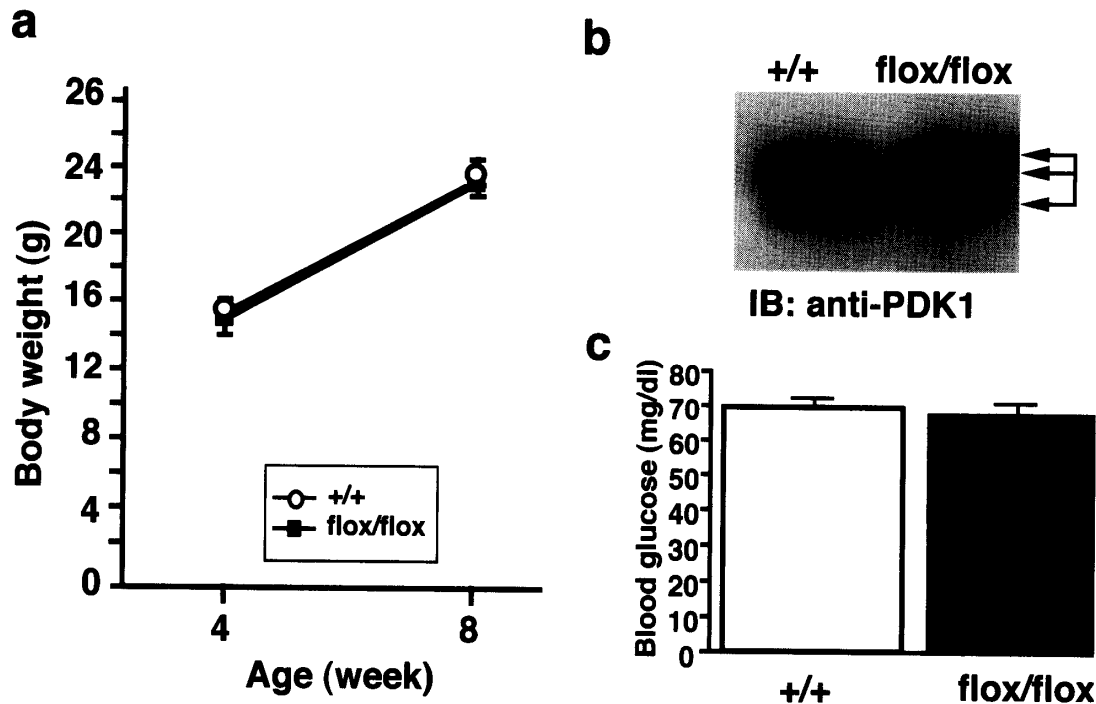 a
26
24
20
16
12
8
4
0
Body weight (g)
+/+
flox/flox
4
8
Age (week)
b
+/+ flox/flox
IB: anti-PDK1
c
80
70
60
50
40
30
20
10
0
Blood glucose (mg/dl)
+/+ flox/flox